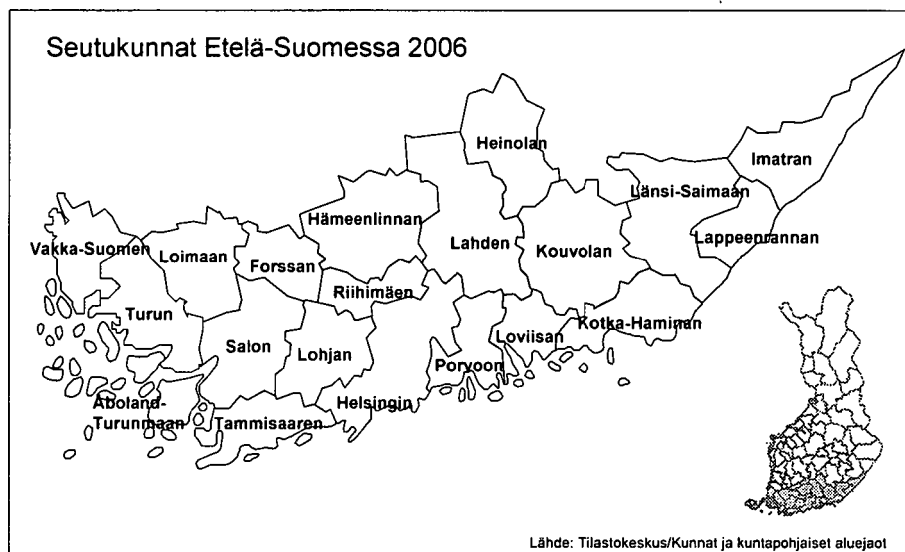 Seutukunnat Etelä-Suomessa 2006
Heinolan
Imatran
Länsi-Saimaan
Hämeenlinnan
Vakka-Suomen
Loimaan
Forssan
Lahden
Kouvolan
Lappeenrannan
Riihimäen
Turun
Salon
Lohjan
Loviisan
Kotka-Haminan
Porvoon
Åboland-
Turunmaan
Helsingin
Tammisaaren
Lähde: Tilastokeskus/Kunnat ja kuntapohjaiset aluejaot